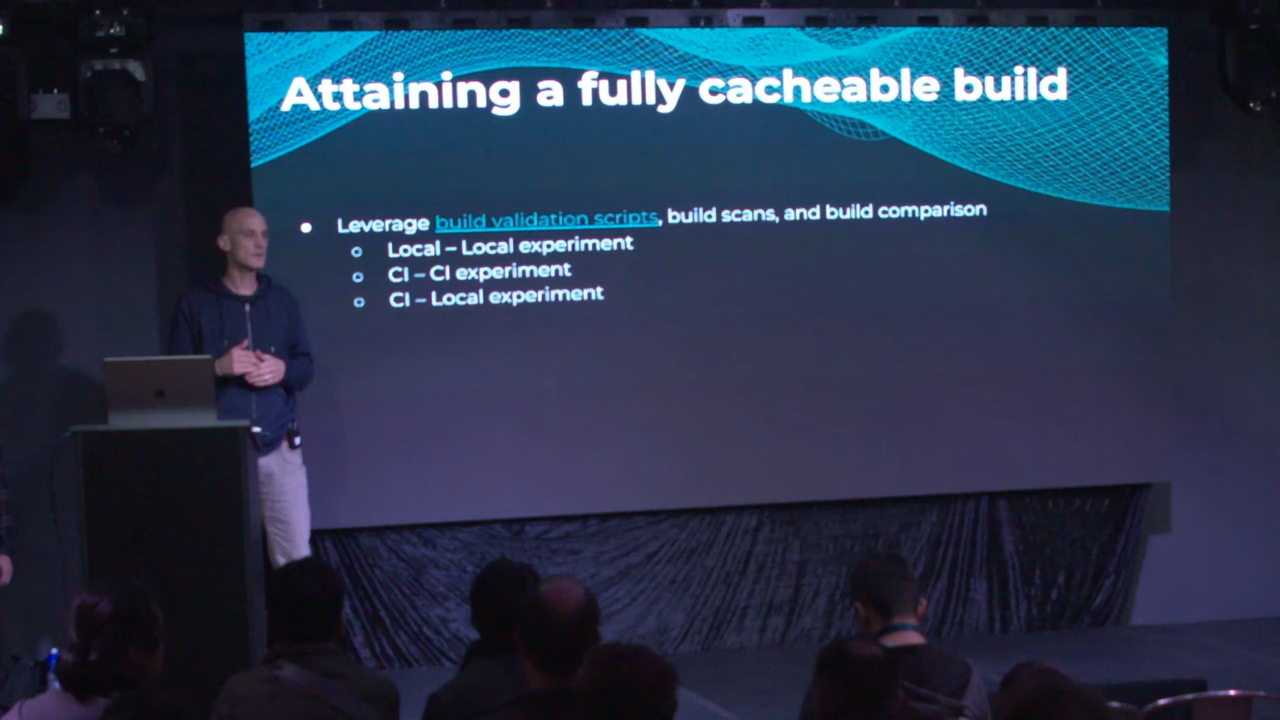 Attaining a fully cacheable build
Leverage build validation scripts, build scans, and build comparison
Local – Local experiment
CI – CI experiment
CI – Local experiment